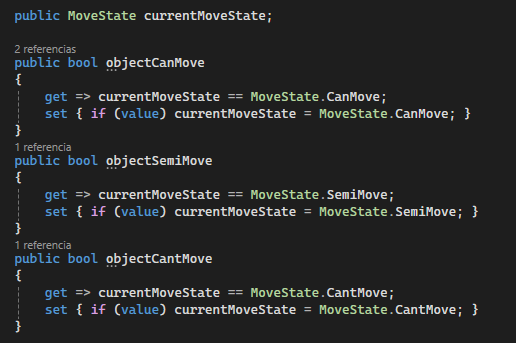 public MoveState currentMoveState;
2 referencias
public bool objectCanMove
{
get => currentMoveState == MoveState.CanMove;
set { if (value) currentMoveState = MoveState.CanMove; }
}
1 referencia
public bool objectSemiMove
{
get => currentMoveState == MoveState.SemiMove;
set { if (value) currentMoveState = MoveState.SemiMove; }
}
1 referencia
public bool objectCantMove
{
get => currentMoveState == MoveState.CantMove;
set { if (value) currentMoveState = MoveState.CantMove; }
}